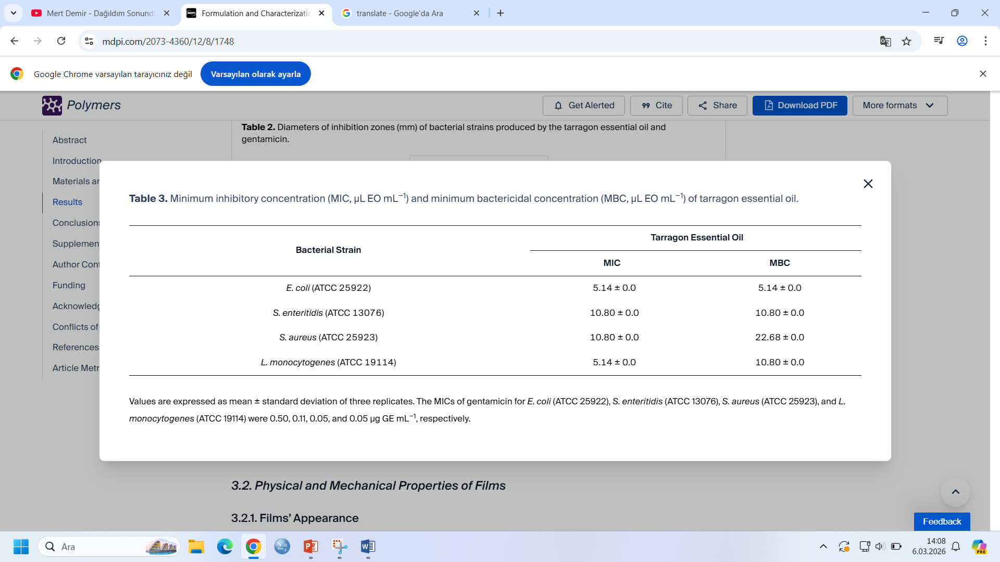 Mert Demir - Dağıldım Sonunda
Formulation and Characterizatio
translate - Google'da Ara
mdpi.com/2073-4360/12/8/1748
Google Chrome varsayılan tarayıcınız değil
Varsayılan olarak ayarla
Polymers
Get Alerted
Cite
Share
Download PDF
More formats
Table 2. Diameters of inhibition zones (mm) of bacterial strains produced by the tarragon essential oil and
gentamicin.
Abstract
Introduction
Materials an
Results
Conclusions
Supplemen
Author Cont
Funding
Acknowledg
Conflicts of
References
Article Metr
Table 3. Minimum inhibitory concentration (MIC, µL EO mL⁻¹) and minimum bactericidal concentration (MBC, µL EO mL⁻¹) of tarragon essential oil.
Bacterial Strain
Tarragon Essential Oil
MIC MBC
E. coli (ATCC 25922) 5.14 ± 0.0 5.14 ± 0.0
S. enteritidis (ATCC 13076) 10.80 ± 0.0 10.80 ± 0.0
S. aureus (ATCC 25923) 10.80 ± 0.0 22.68 ± 0.0
L. monocytogenes (ATCC 19114) 5.14 ± 0.0 10.80 ± 0.0
Values are expressed as mean ± standard deviation of three replicates. The MICs of gentamicin for E. coli (ATCC 25922), S. enteritidis (ATCC 13076), S. aureus (ATCC 25923), and L.
monocytogenes (ATCC 19114) were 0.50, 0.11, 0.05, and 0.05 µg GE mL⁻¹, respectively.
3.2. Physical and Mechanical Properties of Films
3.2.1. Films' Appearance
Feedback
Ara
14:08
6.03.2026
PRE